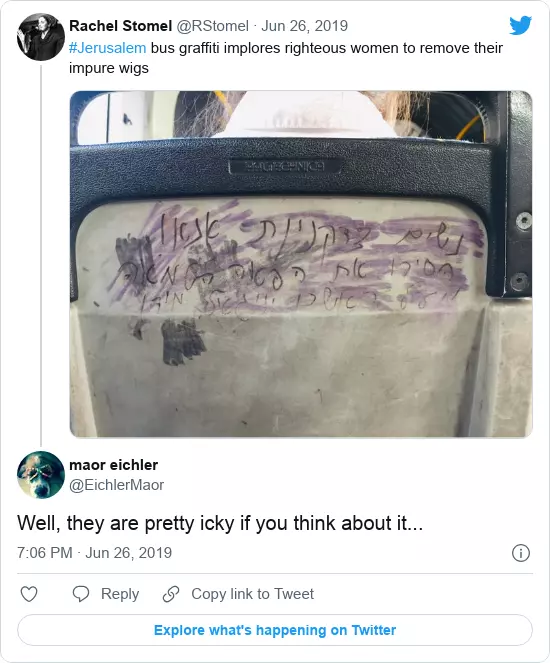 Rachel Stomel @RStomel · Jun 26, 2019
#Jerusalem bus graffiti implores righteous women to remove their
impure wigs
נשים צדקניות אנאו
הסירו את הפאה הטמאה
maor eichler
@EichlerMaor
Well, they are pretty icky if you think about it...
7:06 PM · Jun 26, 2019
Reply
Copy link to Tweet
Explore what's happening on Twitter